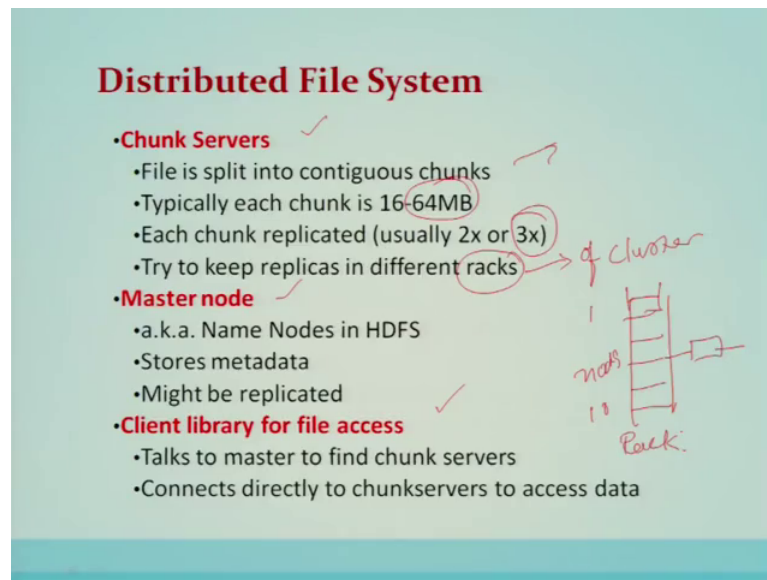 Distributed File System
•Chunk Servers
•File is split into contiguous chunks
•Typically each chunk is 16-64MB
•Each chunk replicated (usually 2x or 3x)
•Try to keep replicas in different racks
of cluster
•Master node
•a.k.a. Name Nodes in HDFS
•Stores metadata
•Might be replicated
1
nods
10
Rack.
•Client library for file access
•Talks to master to find chunk servers
•Connects directly to chunkservers to access data